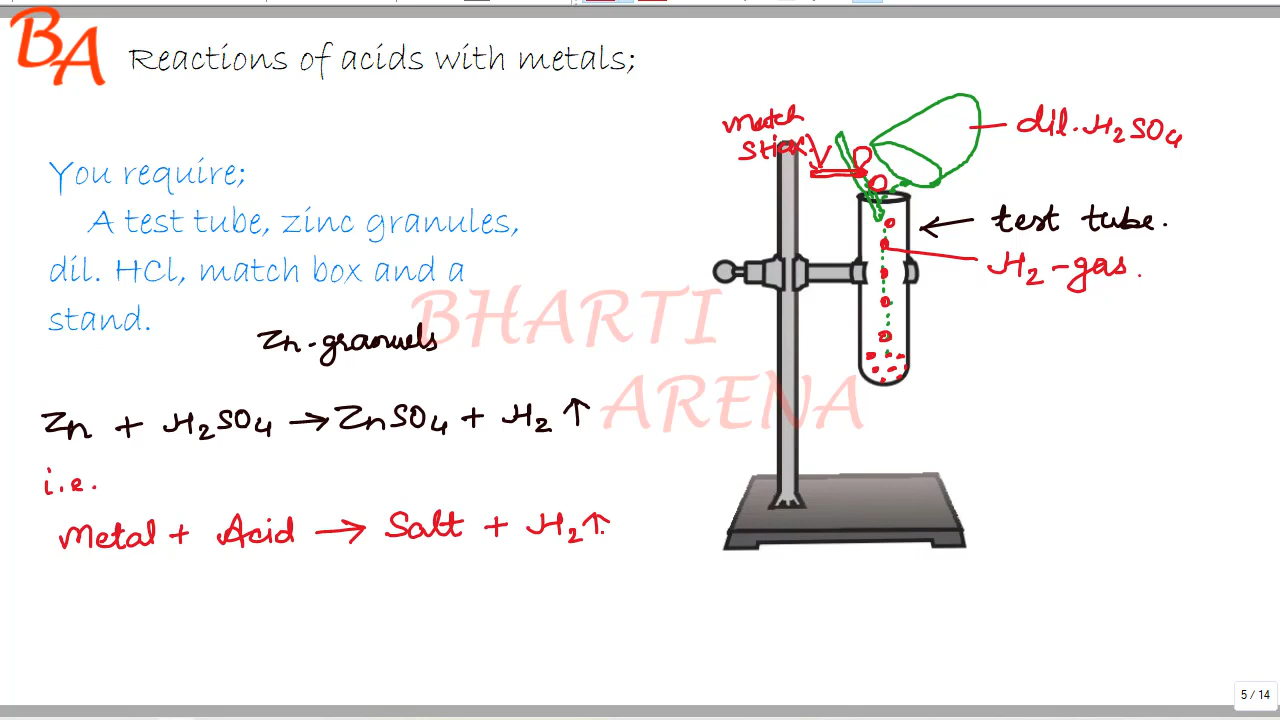 BA
Reactions of acids with metals;
You require;
A test tube, zinc granules,
dil. HCl, match box and a
stand.
Zn-granuels
Zn + H₂SO₄ → ZnSO₄ + H₂ ↑
i.e.
Metal + Acid → Salt + H₂↑
Match
stick
dil. H₂SO₄
test tube.
H₂-gas.
BHARTI
ARENA
5 / 14